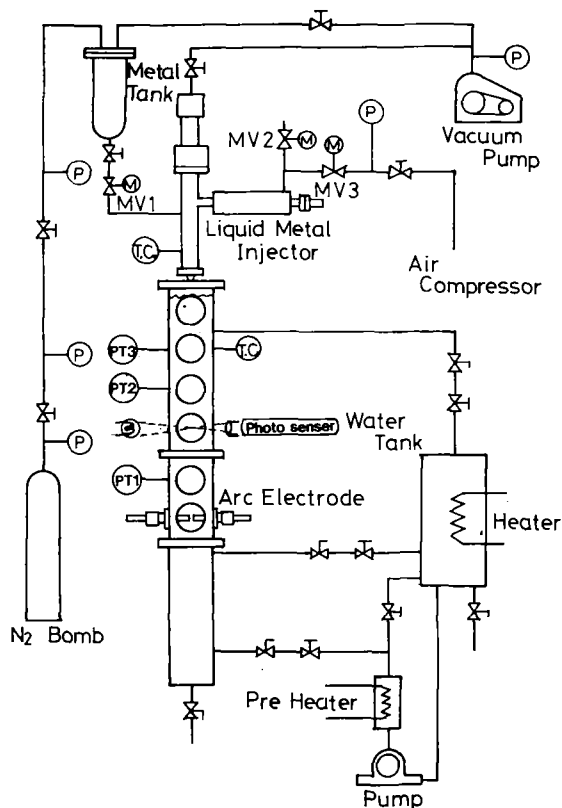 P
Metal
Tank
Vacuum
Pump
P
MV2
M
M
P
M
MV1
MV3
P
Liquid Metal
Injector
T.C.
Air
Compressor
PT3
T.C.
P
PT2
Photo senser
Water
Tank
P
PT1
Arc Electrode
Heater
N2 Bomb
Pre Heater
Pump